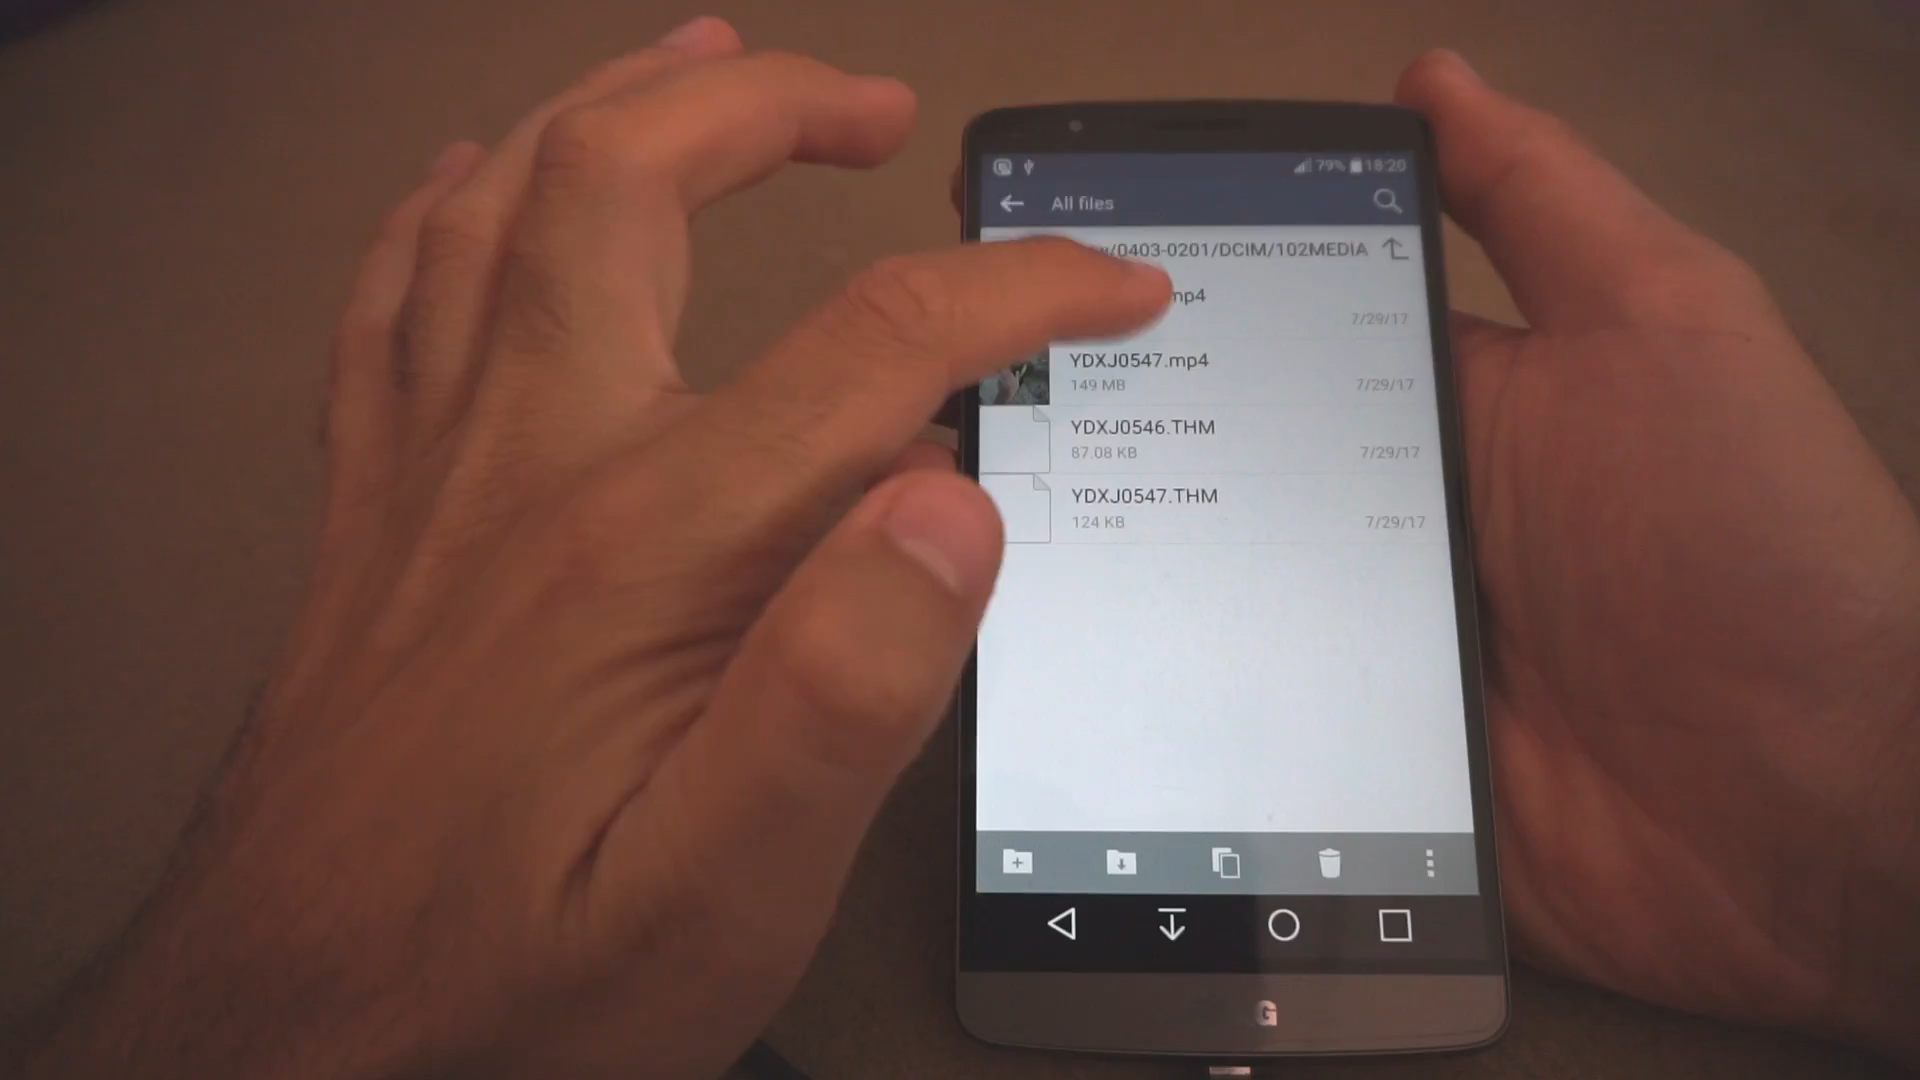 79% 18:20
All files
/0403-0201/DCIM/102MEDIA
mp4
7/29/17
YDXJ0547.mp4
149 MB 7/29/17
YDXJ0546.THM
87.08 KB 7/29/17
YDXJ0547.THM
124 KB 7/29/17
G